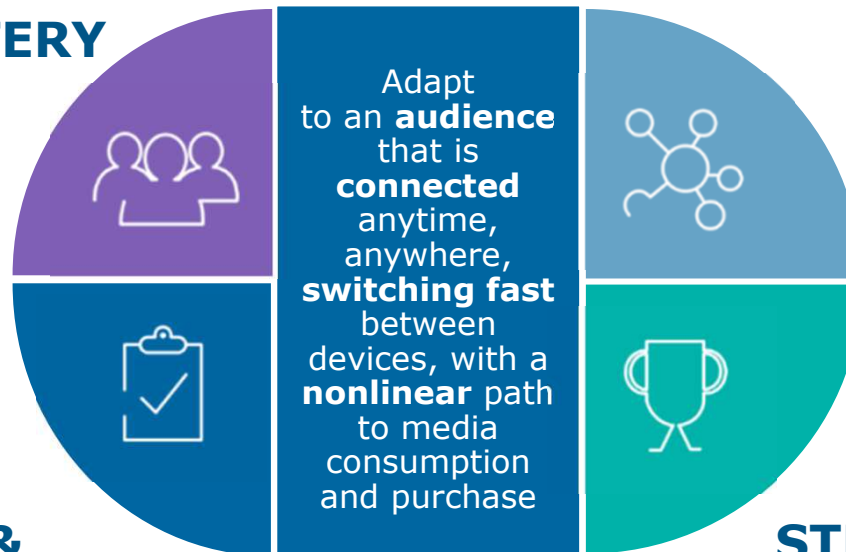 TERY
Adapt
to an audience
that is
connected
anytime,
anywhere,
switching fast
between
devices, with a
nonlinear path
to media
consumption
and purchase
&